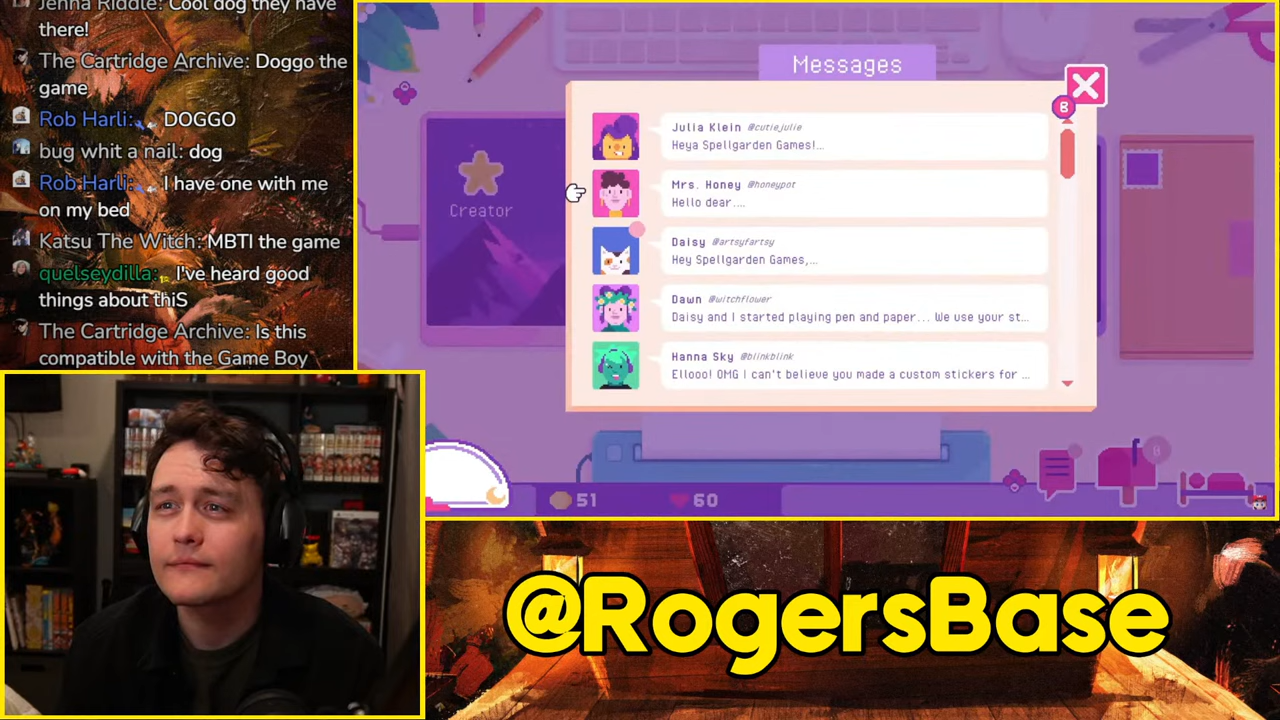 Jenna Riddle: Cool dog they have
there!
The Cartridge Archive: Doggo the
game
Rob Harli: DOGGO
bug whit a nail: dog
Rob Harli: I have one with me
on my bed
Katsu The Witch: MBTI the game
quelseydilla: I've heard good
things about thiS
The Cartridge Archive: Is this
compatible with the Game Boy
Messages
B
Julia Klein @cutie_julie
Heya Spellgarden Games!...
Mrs. Honey @honeypot
Hello dear....
Daisy @artsyfartsy
Hey Spellgarden Games,...
Dawn @witchflower
Daisy and I started playing pen and paper... We use your st...
Hanna Sky @blinkblink
Ellooo! OMG I can't believe you made a custom stickers for ...
Creator
51
60
0
@RogersBase